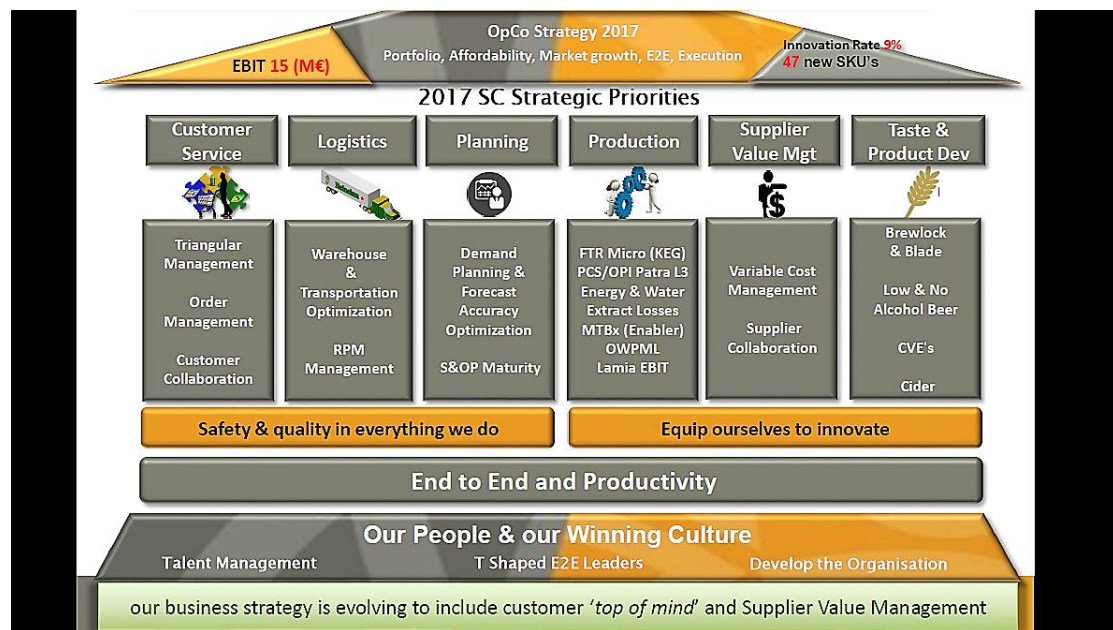 OpCo Strategy 2017
Portfolio, Affordability, Market growth, E2E, Execution
EBIT 15 (M€)
Innovation Rate 9%
47 new SKU's
2017 SC Strategic Priorities
Customer
Service
Logistics
Planning
Production
Supplier
Value Mgt
Taste &
Product Dev
Heineken
Triangular
Management
Order
Management
Customer
Collaboration
Warehouse
&
Transportation
Optimization
RPM
Management
Demand
Planning &
Forecast
Accuracy
Optimization
S&OP Maturity
FTR Micro (KEG)
PCS/OPI Patra L3
Energy & Water
Extract Losses
MTBx (Enabler)
OWPML
Lamia EBIT
Variable Cost
Management
Supplier
Collaboration
Brewlock
& Blade
Low & No
Alcohol Beer
CVE's
Cider
Safety & quality in everything we do
Equip ourselves to innovate
End to End and Productivity
Our People & our Winning Culture
Talent Management
T Shaped E2E Leaders
Develop the Organisation
our business strategy is evolving to include customer 'top of mind' and Supplier Value Management